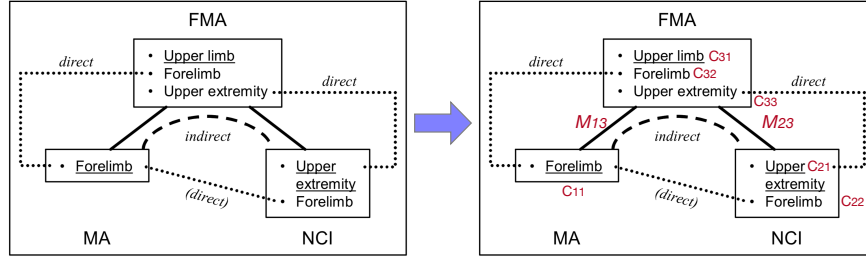 FMA
direct
• Upper limb
• Forelimb
• Upper extremity
direct
indirect
• Forelimb
(direct)
• Upper
extremity
• Forelimb
MA
NCI
FMA
• Upper limb C31
• Forelimb C32
• Upper extremity
C33
direct
M13
indirect
M23
• Forelimb
C11
(direct)
• Upper C21
extremity
• Forelimb
C22
MA
NCI